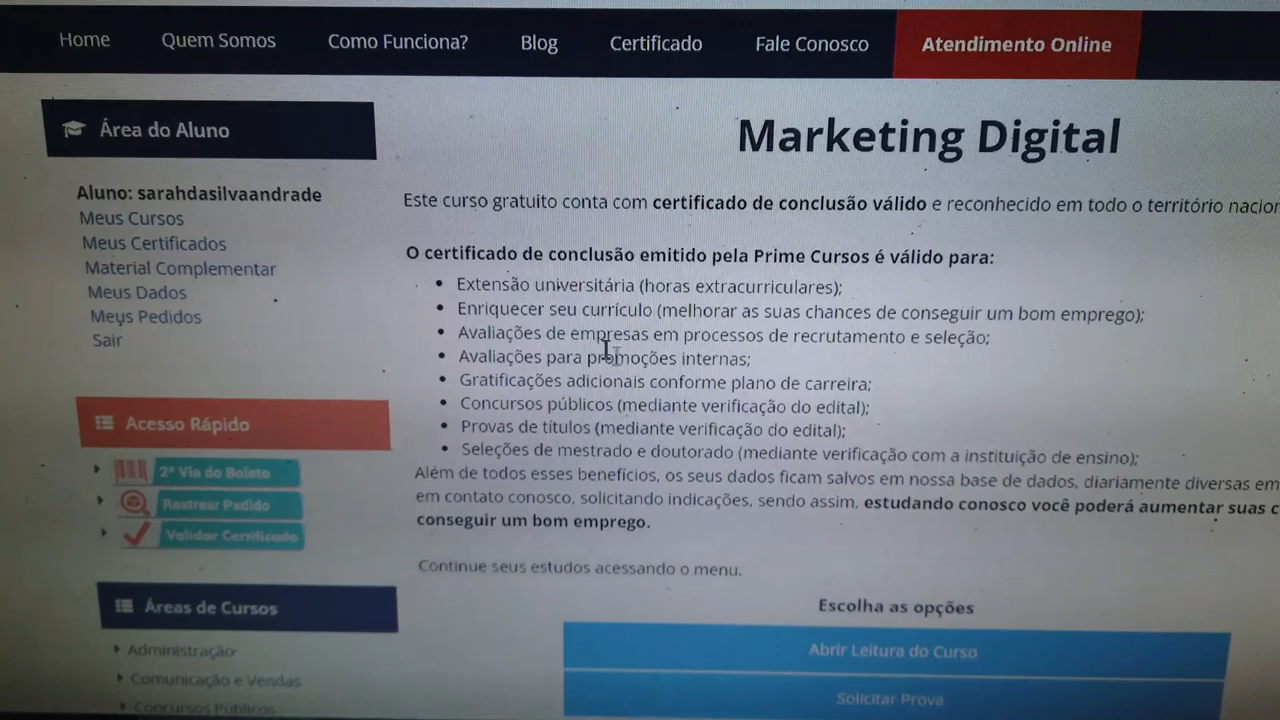 Home Quem Somos Como Funciona? Blog Certificado Fale Conosco Atendimento Online
Área do Aluno
Aluno: sarahdasilvaandrade
Meus Cursos
Meus Certificados
Material Complementar
Meus Dados
Meus Pedidos
Sair
Acesso Rápido
2ª Via do Boleto
Rastrear Pedido
Validar Certificado
Áreas de Cursos
Administração
Comunicação e Vendas
Concursos Públicos
Marketing Digital
Este curso gratuito conta com certificado de conclusão válido e reconhecido em todo o território
O certificado de conclusão emitido pela Prime Cursos é válido para:
Extensão universitária (horas extracurriculares);
Enriquecer seu currículo (melhorar as suas chances de conseguir um bom emprego);
Avaliações de empresas em processos de recrutamento e seleção;
Avaliações para promoções internas;
Gratificações adicionais conforme plano de carreira;
Concursos públicos (mediante verificação do edital);
Provas de títulos (mediante verificação do edital);
Seleções de mestrado e doutorado (mediante verificação com a instituição de ensino);
Além de todos esses benefícios, os seus dados ficam salvos em nossa base de dados, diariamente diversas
em contato conosco, solicitando indicações, sendo assim, estudando conosco você poderá aumentar suas
conseguir um bom emprego.
Continue seus estudos acessando o menu.
Escolha as opções
Abrir Leitura do Curso
Solicitar Prova